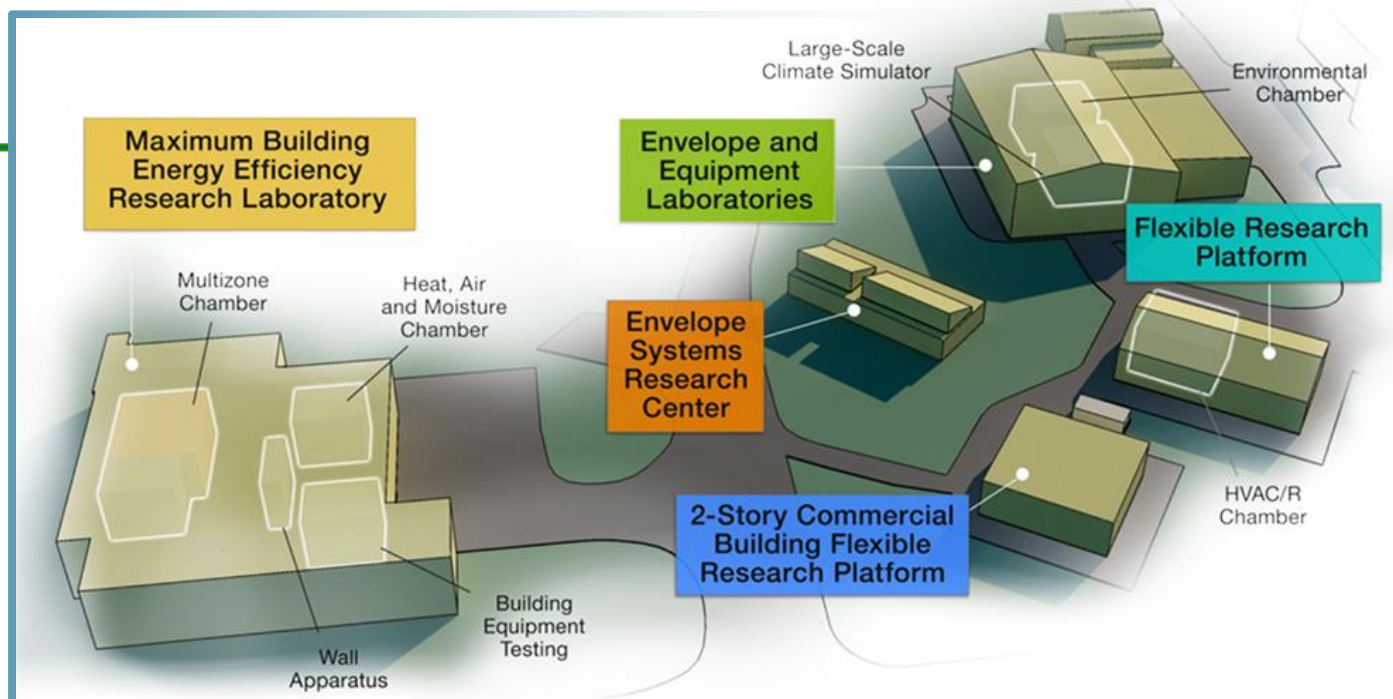 Large-Scale
Climate Simulator
Environmental
Chamber
Maximum Building
Energy Efficiency
Research Laboratory
Envelope and
Equipment
Laboratories
Flexible Research
Platform
Multizone
Chamber
Heat, Air
and Moisture
Chamber
Envelope
Systems
Research
Center
2-Story Commercial
Building Flexible
Research Platform
HVAC/R
Chamber
Building
Equipment
Testing
Wall
Apparatus